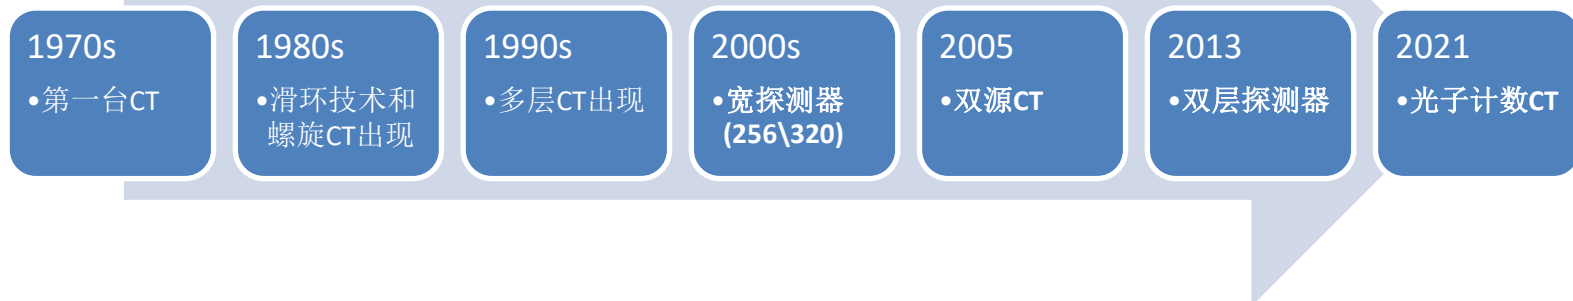 1970s
•第一台CT
1980s
•滑环技术和
螺旋CT出现
1990s
•多层CT出现
2000s
•宽探测器
(256\320)
2005
•双源CT
2013
•双层探测器
2021
•光子计数CT